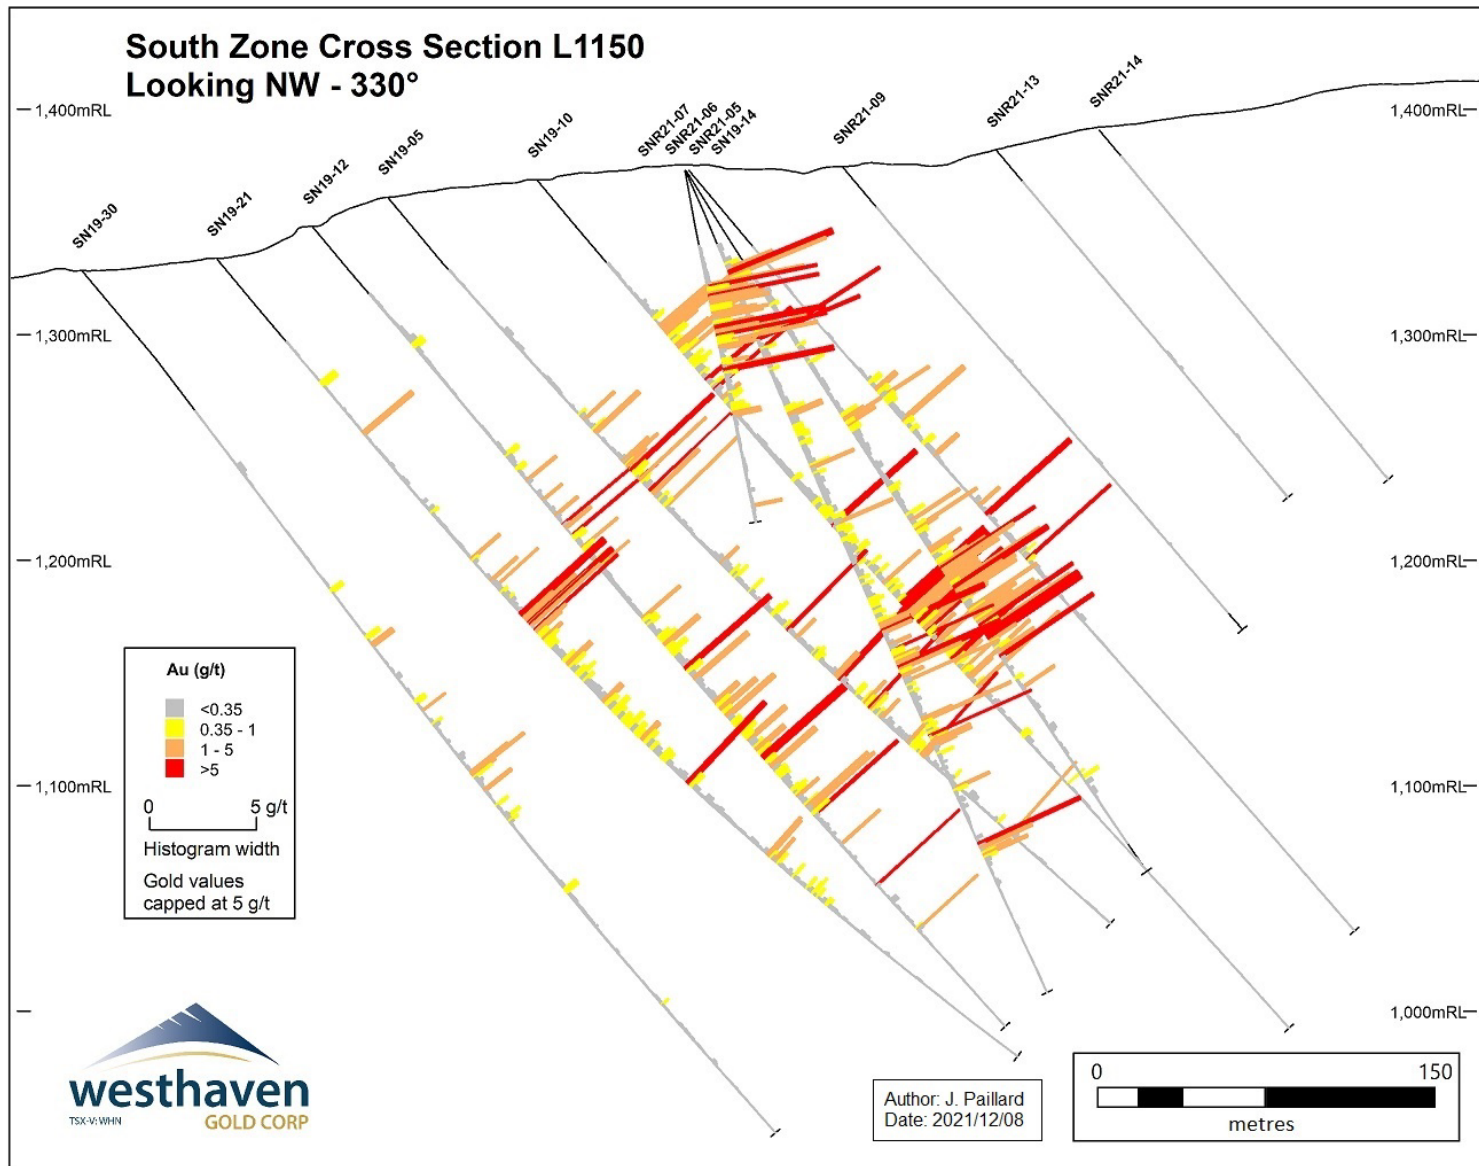 South Zone Cross Section L1150
Looking NW - 330°
1,400mRL
1,400mRL
SN19-30
SN19-21
SN19-12
SN19-05
SN19-10
SNR21-07
SNR21-06
SNR21-05
SN19-14
SNR21-09
SNR21-13
SNR21-14
1,300mRL
1,300mRL
1,200mRL
1,200mRL
Au (g/t)
<0.35
0.35 - 1
1 - 5
>5
0 5 g/t
Histogram width
Gold values
capped at 5 g/t
1,100mRL
1,100mRL
1,000mRL
westhaven
TSX-V: WHN
GOLD CORP
Author: J. Paillard
Date: 2021/12/08
0 150
metres